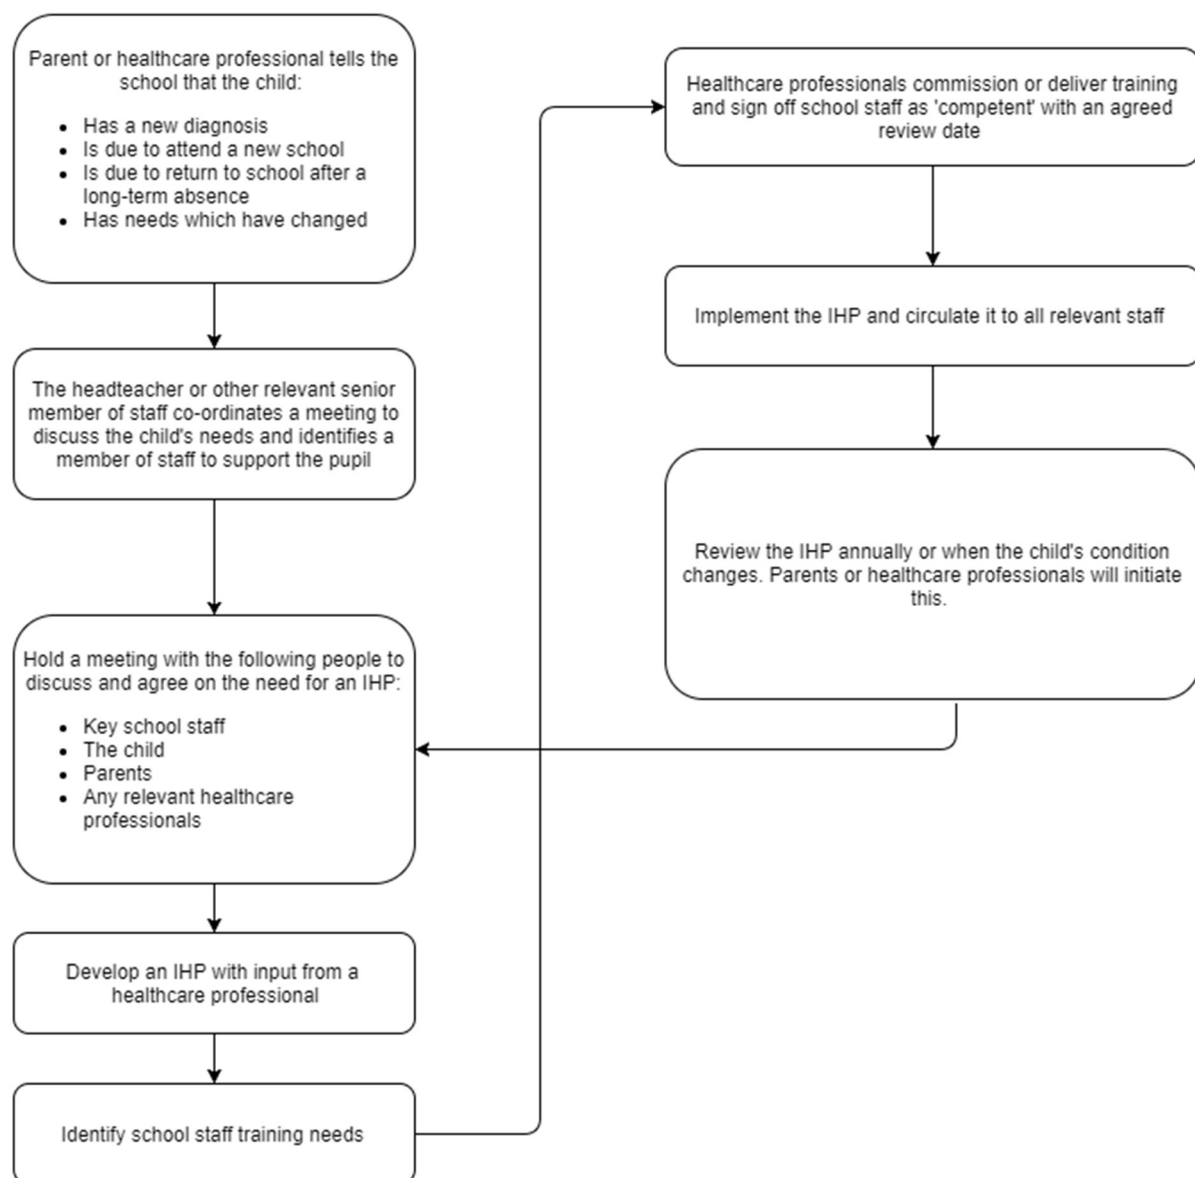 Parent or healthcare professional tells the
school that the child:
• Has a new diagnosis
• Is due to attend a new school
• Is due to return to school after a
long-term absence
• Has needs which have changed
The headteacher or other relevant senior
member of staff co-ordinates a meeting to
discuss the child's needs and identifies a
member of staff to support the pupil
Hold a meeting with the following people to
discuss and agree on the need for an IHP:
• Key school staff
• The child
• Parents
• Any relevant healthcare
professionals
Develop an IHP with input from a
healthcare professional
Identify school staff training needs
Healthcare professionals commission or deliver training
and sign off school staff as 'competent' with an agreed
review date
Implement the IHP and circulate it to all relevant staff
Review the IHP annually or when the child's condition
changes. Parents or healthcare professionals will initiate
this.